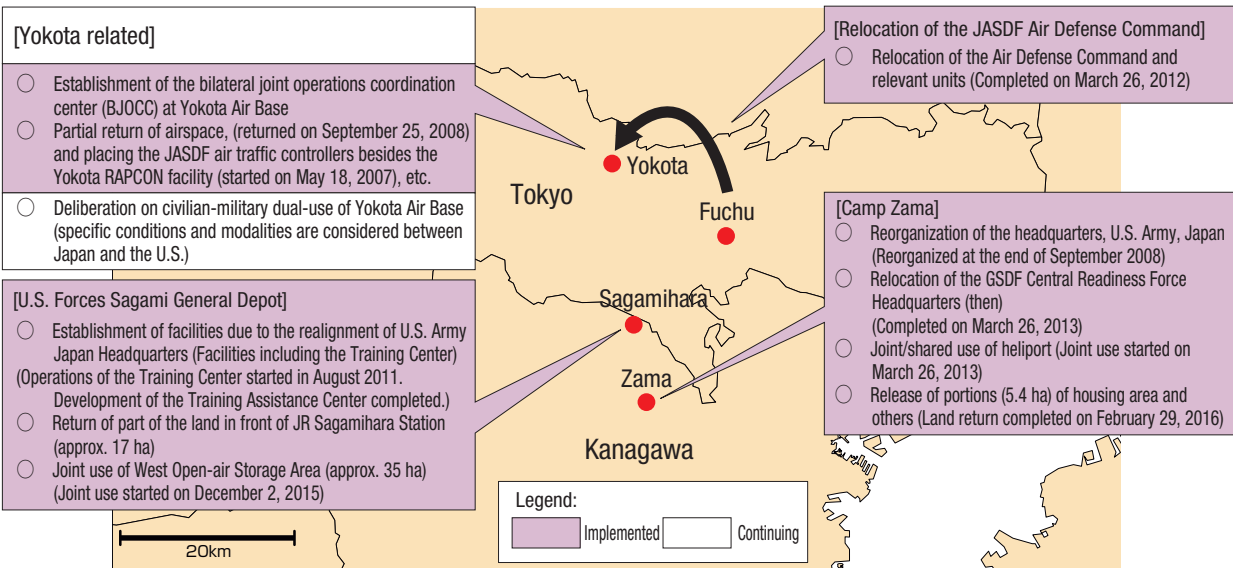 [Yokota related]
○ Establishment of the bilateral joint operations coordination
center (BJOCC) at Yokota Air Base
○ Partial return of airspace, (returned on September 25, 2008)
and placing the JASDF air traffic controllers besides the
Yokota RAPCON facility (started on May 18, 2007), etc.
○ Deliberation on civilian-military dual-use of Yokota Air Base
(specific conditions and modalities are considered between
Japan and the U.S.)
[U.S. Forces Sagami General Depot]
○ Establishment of facilities due to the realignment of U.S. Army
Japan Headquarters (Facilities including the Training Center)
(Operations of the Training Center started in August 2011.
Development of the Training Assistance Center completed.)
○ Return of part of the land in front of JR Sagamihara Station
(approx. 17 ha)
○ Joint use of West Open-air Storage Area (approx. 35 ha)
(Joint use started on December 2, 2015)
20km
Yokota
Tokyo
Fuchu
Sagamihara
Zama
Kanagawa
Legend:
Implemented
Continuing
[Relocation of the JASDF Air Defense Command]
○ Relocation of the Air Defense Command and
relevant units (Completed on March 26, 2012)
[Camp Zama]
○ Reorganization of the headquarters, U.S. Army, Japan
(Reorganized at the end of September 2008)
○ Relocation of the GSDF Central Readiness Force
Headquarters (then)
(Completed on March 26, 2013)
○ Joint/shared use of heliport (Joint use started on
March 26, 2013)
○ Release of portions (5.4 ha) of housing area and
others (Land return completed on February 29, 2016)